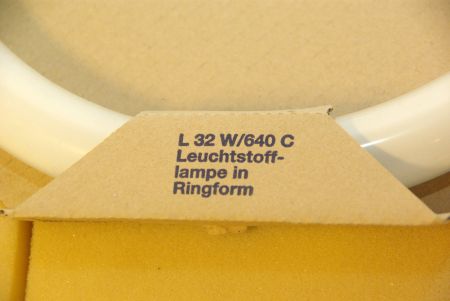 L 32 W/640 C
Leuchtstoff-
lampe in
Ringform